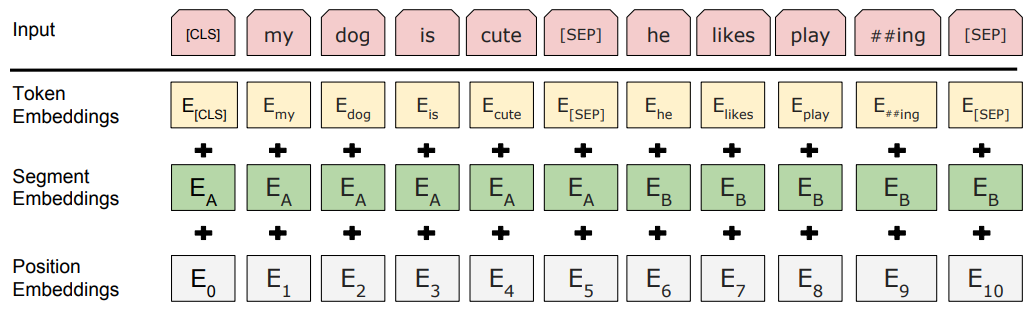 Input [CLS] my dog is cute [SEP] he likes play ##ing [SEP]
Token Embeddings E[CLS] Emy Edog Eis Ecute E[SEP] Ehe Elikes Eplay E##ing E[SEP]
+ + + + + + + + + + +
Segment Embeddings EA EA EA EA EA EA EB EB EB EB EB
+ + + + + + + + + + +
Position Embeddings E0 E1 E2 E3 E4 E5 E6 E7 E8 E9 E10